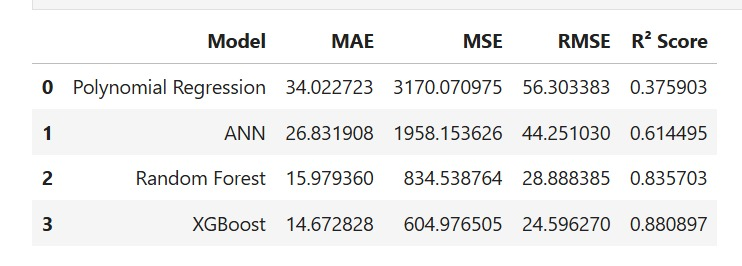 Model MAE MSE RMSE R² Score
0 Polynomial Regression 34.022723 3170.070975 56.303383 0.375903
1 ANN 26.831908 1958.153626 44.251030 0.614495
2 Random Forest 15.979360 834.538764 28.888385 0.835703
3 XGBoost 14.672828 604.976505 24.596270 0.880897